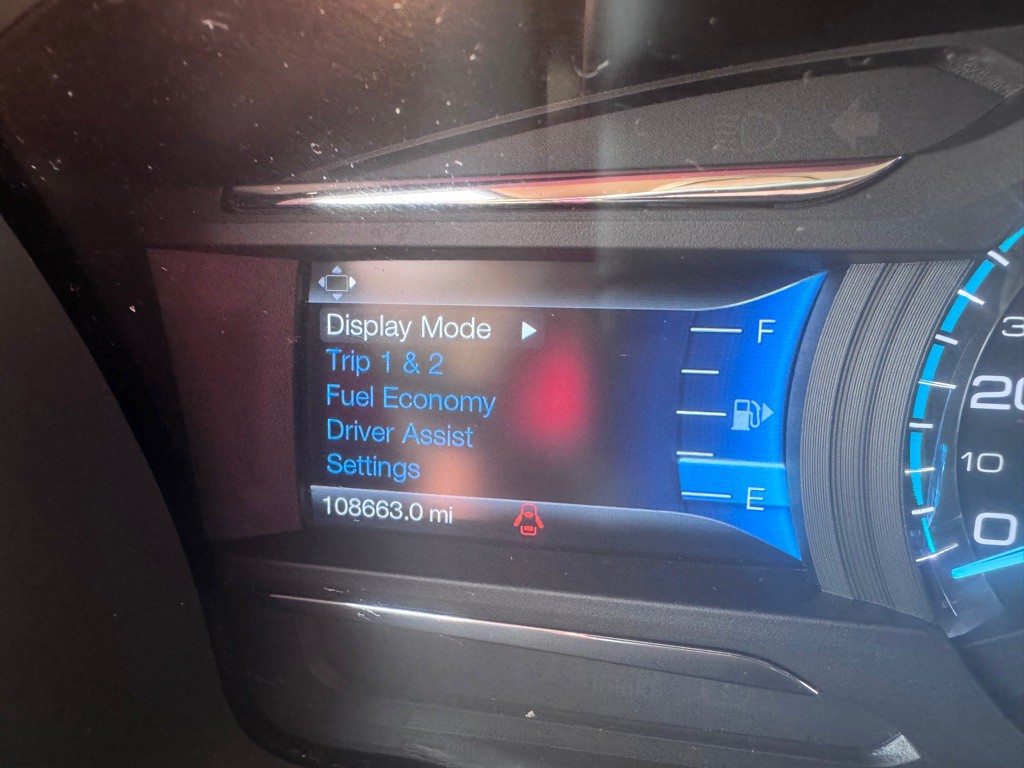 Display Mode
Trip 1 & 2
Fuel Economy
Driver Assist
Settings
108663.0 mi
F
E
20
10
0